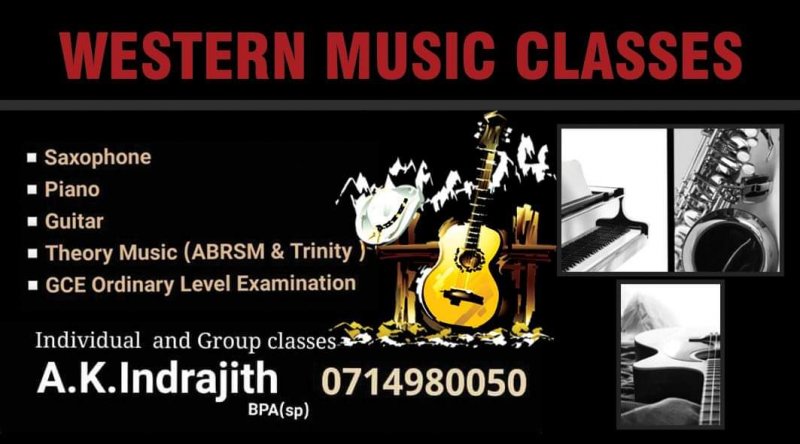 WESTERN MUSIC CLASSES
Saxophone
Piano
Guitar
Theory Music (ABRSM & Trinity )
GCE Ordinary Level Examination
Individual and Group classes
A.K.Indrajith 0714980050
BPA(sp)